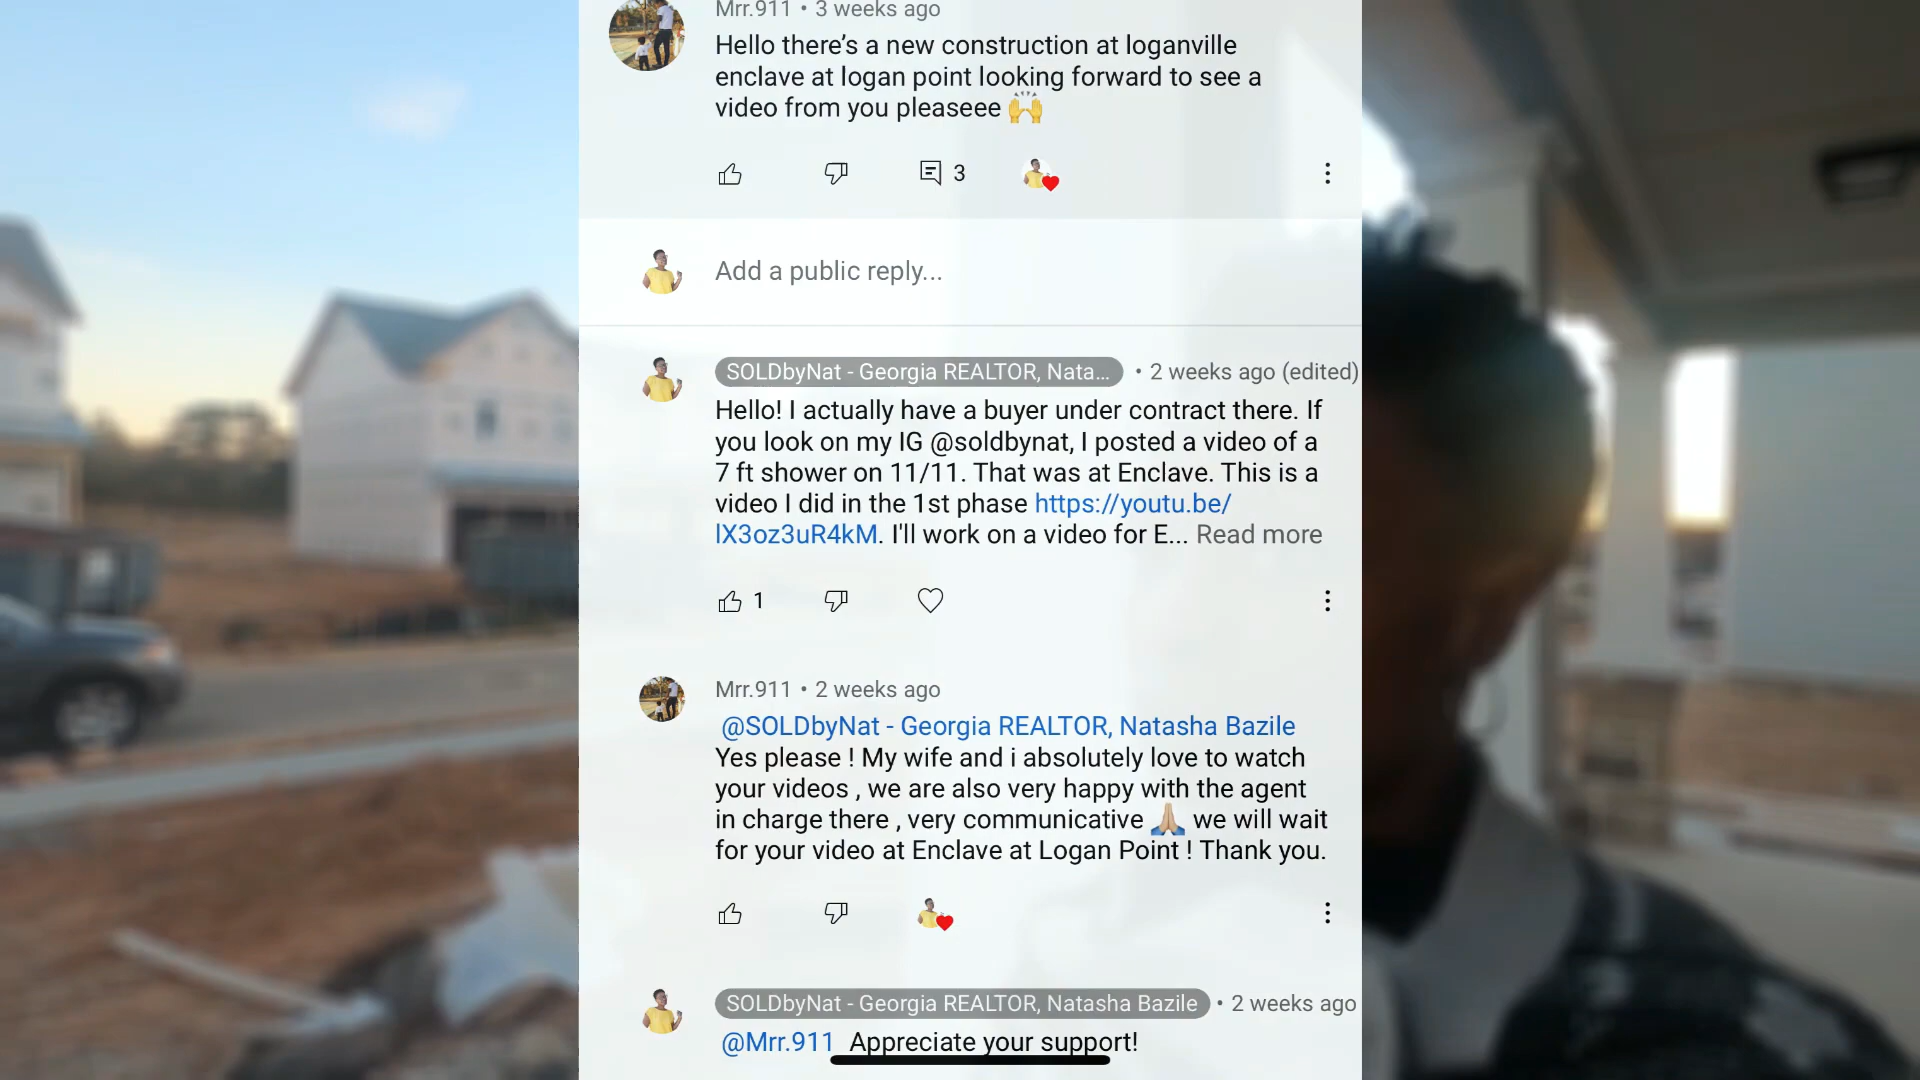 Mrr.911 • 3 weeks ago
Hello there's a new construction at loganville
enclave at logan point looking forward to see a
video from you pleaseee 🙌
3
Add a public reply...
SOLDbyNat - Georgia REALTOR, Nata... • 2 weeks ago (edited)
Hello! I actually have a buyer under contract there. If
you look on my IG @soldbynat, I posted a video of a
7 ft shower on 11/11. That was at Enclave. This is a
video I did in the 1st phase https://youtu.be/
lX3oz3uR4kM. I'll work on a video for E... Read more
1
Mrr.911 • 2 weeks ago
@SOLDbyNat - Georgia REALTOR, Natasha Bazile
Yes please ! My wife and i absolutely love to watch
your videos , we are also very happy with the agent
in charge there , very communicative 🙏🏼 we will wait
for your video at Enclave at Logan Point ! Thank you.
SOLDbyNat - Georgia REALTOR, Natasha Bazile • 2 weeks ago
@Mrr.911 Appreciate your support!